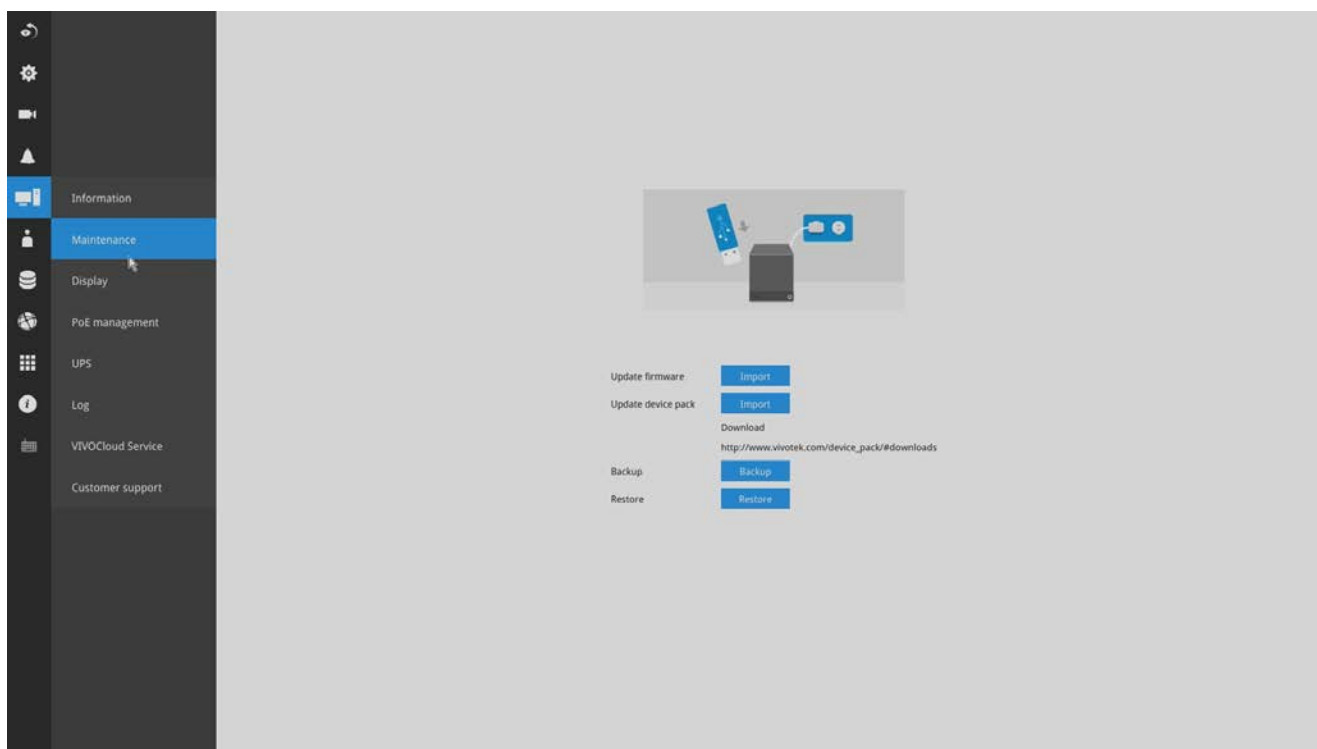 Information
Maintenance
Display
PoE management
UPS
Log
VIVOCloud Service
Customer support
Update firmware Import
Update device pack Import
Download
http://www.vivotek.com/device_pack/#downloads
Backup Backup
Restore Restore